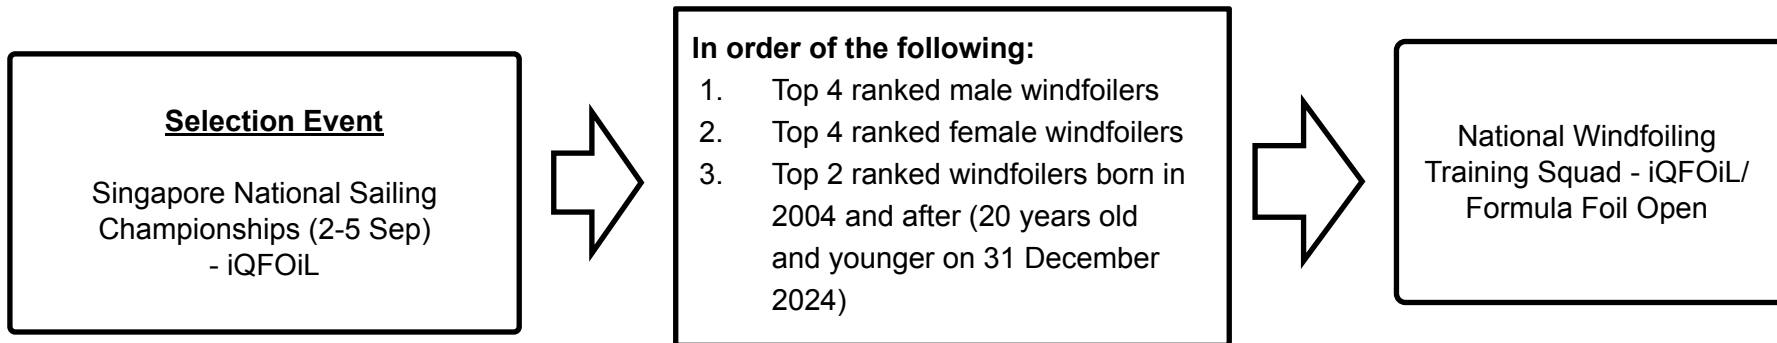 Selection Event
Singapore National Sailing
Championships (2-5 Sep)
- iQFOiL
In order of the following:
1. Top 4 ranked male windfoilers
2. Top 4 ranked female windfoilers
3. Top 2 ranked windfoilers born in
2004 and after (20 years old
and younger on 31 December
2024)
National Windfoiling
Training Squad - iQFOiL/
Formula Foil Open